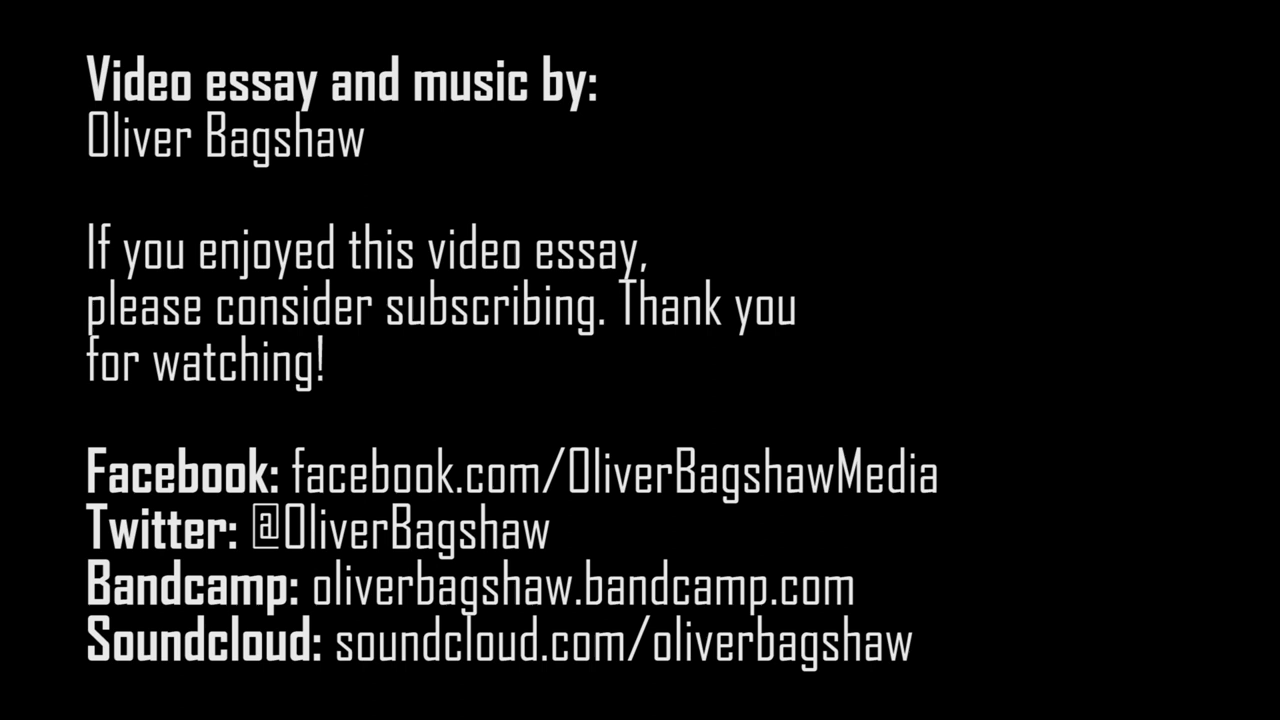 Video essay and music by:
Oliver Bagshaw
If you enjoyed this video essay,
please consider subscribing. Thank you
for watching!
Facebook: facebook.com/OliverBagshawMedia
Twitter: @OliverBagshaw
Bandcamp: oliverbagshaw.bandcamp.com
Soundcloud: soundcloud.com/oliverbagshaw